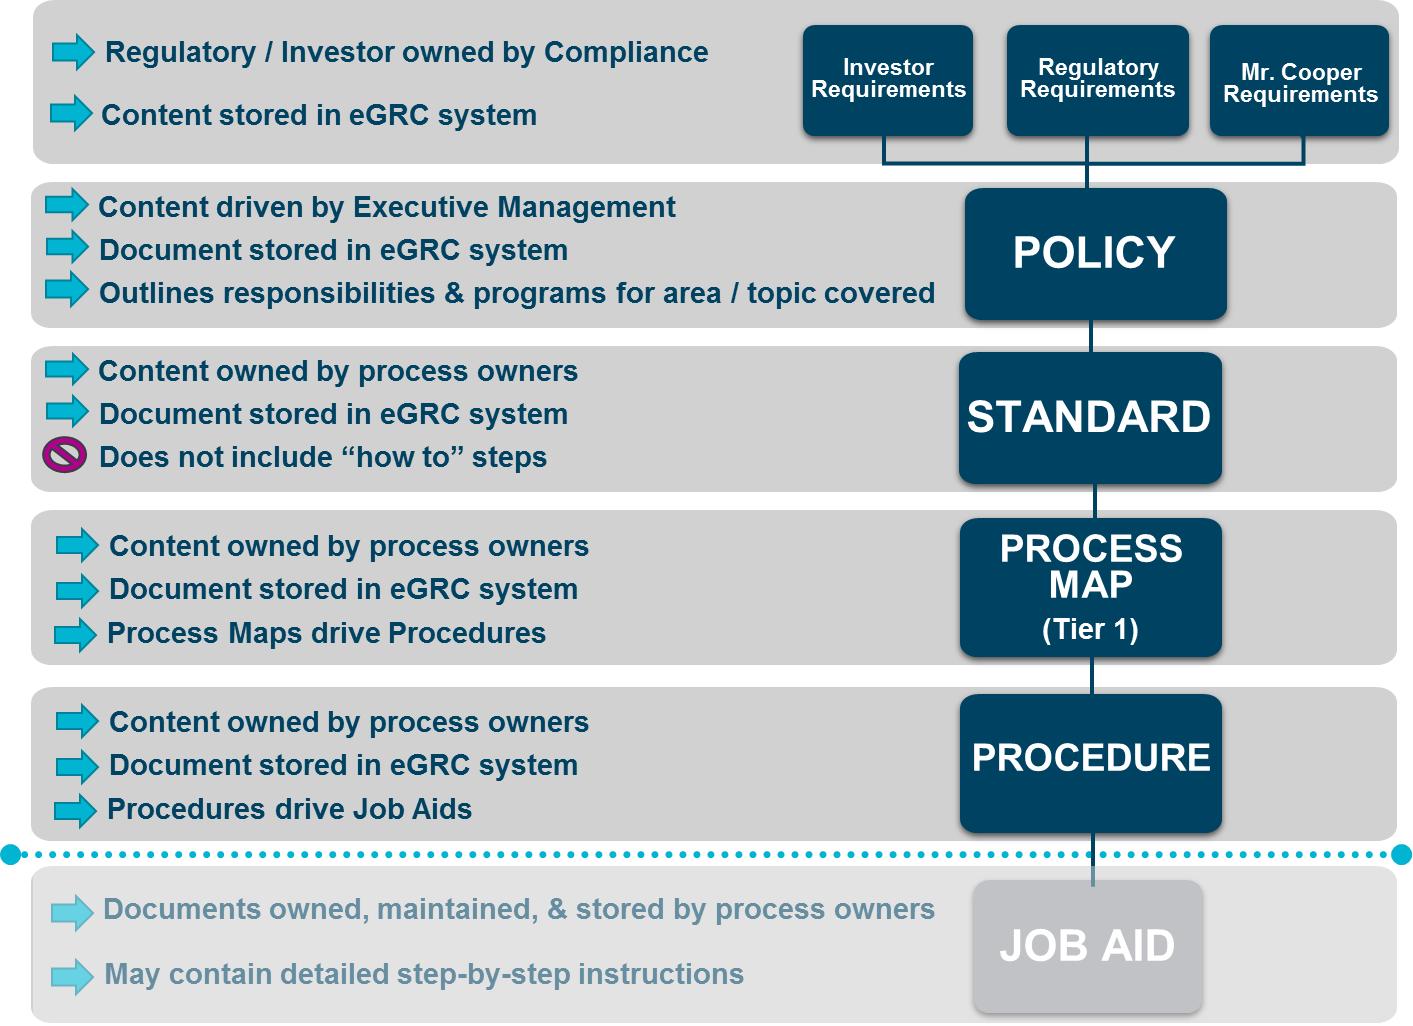 Regulatory / Investor owned by Compliance
Content stored in eGRC system
Investor
Requirements
Regulatory
Requirements
Mr. Cooper
Requirements
Content driven by Executive Management
Document stored in eGRC system
Outlines responsibilities & programs for area / topic covered
POLICY
Content owned by process owners
Document stored in eGRC system
Does not include “how to” steps
STANDARD
Content owned by process owners
Document stored in eGRC system
Process Maps drive Procedures
PROCESS
MAP
(Tier 1)
Content owned by process owners
Document stored in eGRC system
Procedures drive Job Aids
PROCEDURE
Documents owned, maintained, & stored by process owners
May contain detailed step-by-step instructions
JOB AID